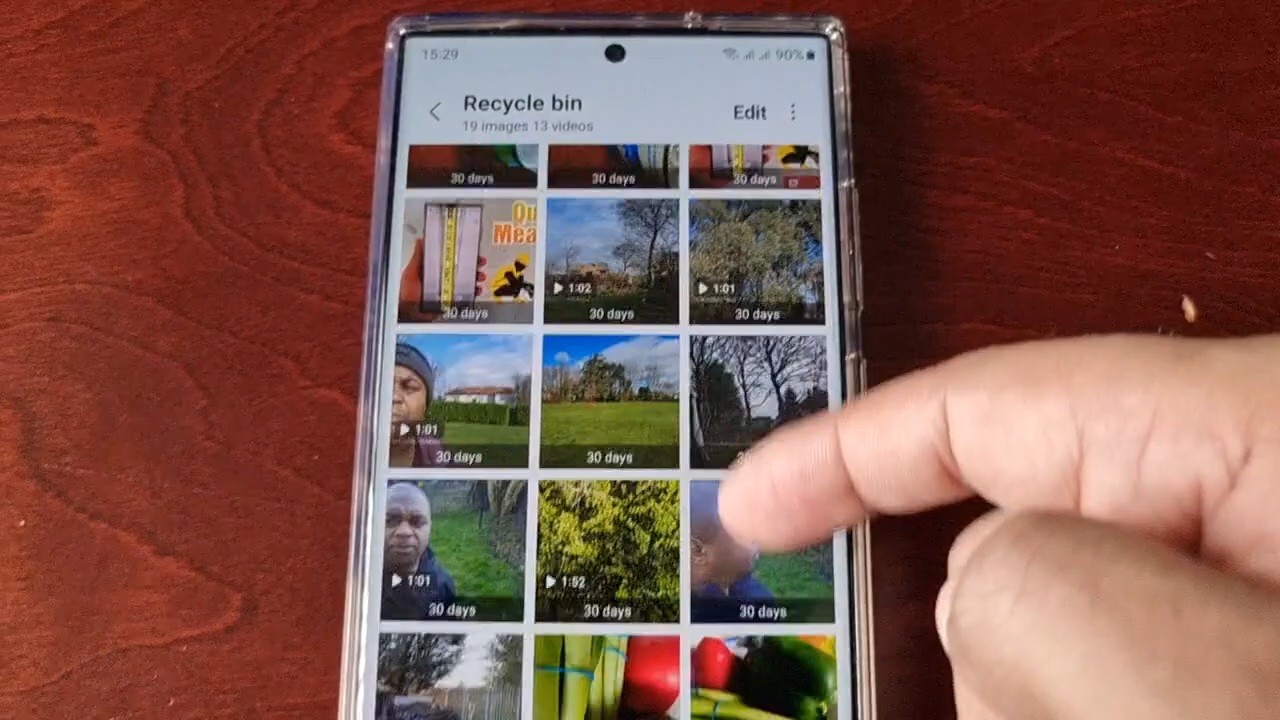 15:29 90%
Recycle bin
19 images 13 videos
Edit
30 days 30 days 30 days
Qu
Mea
30 days
1:02
30 days
1:01
30 days
1:01
30 days
30 days
1:01
30 days
1:52
30 days
30 days